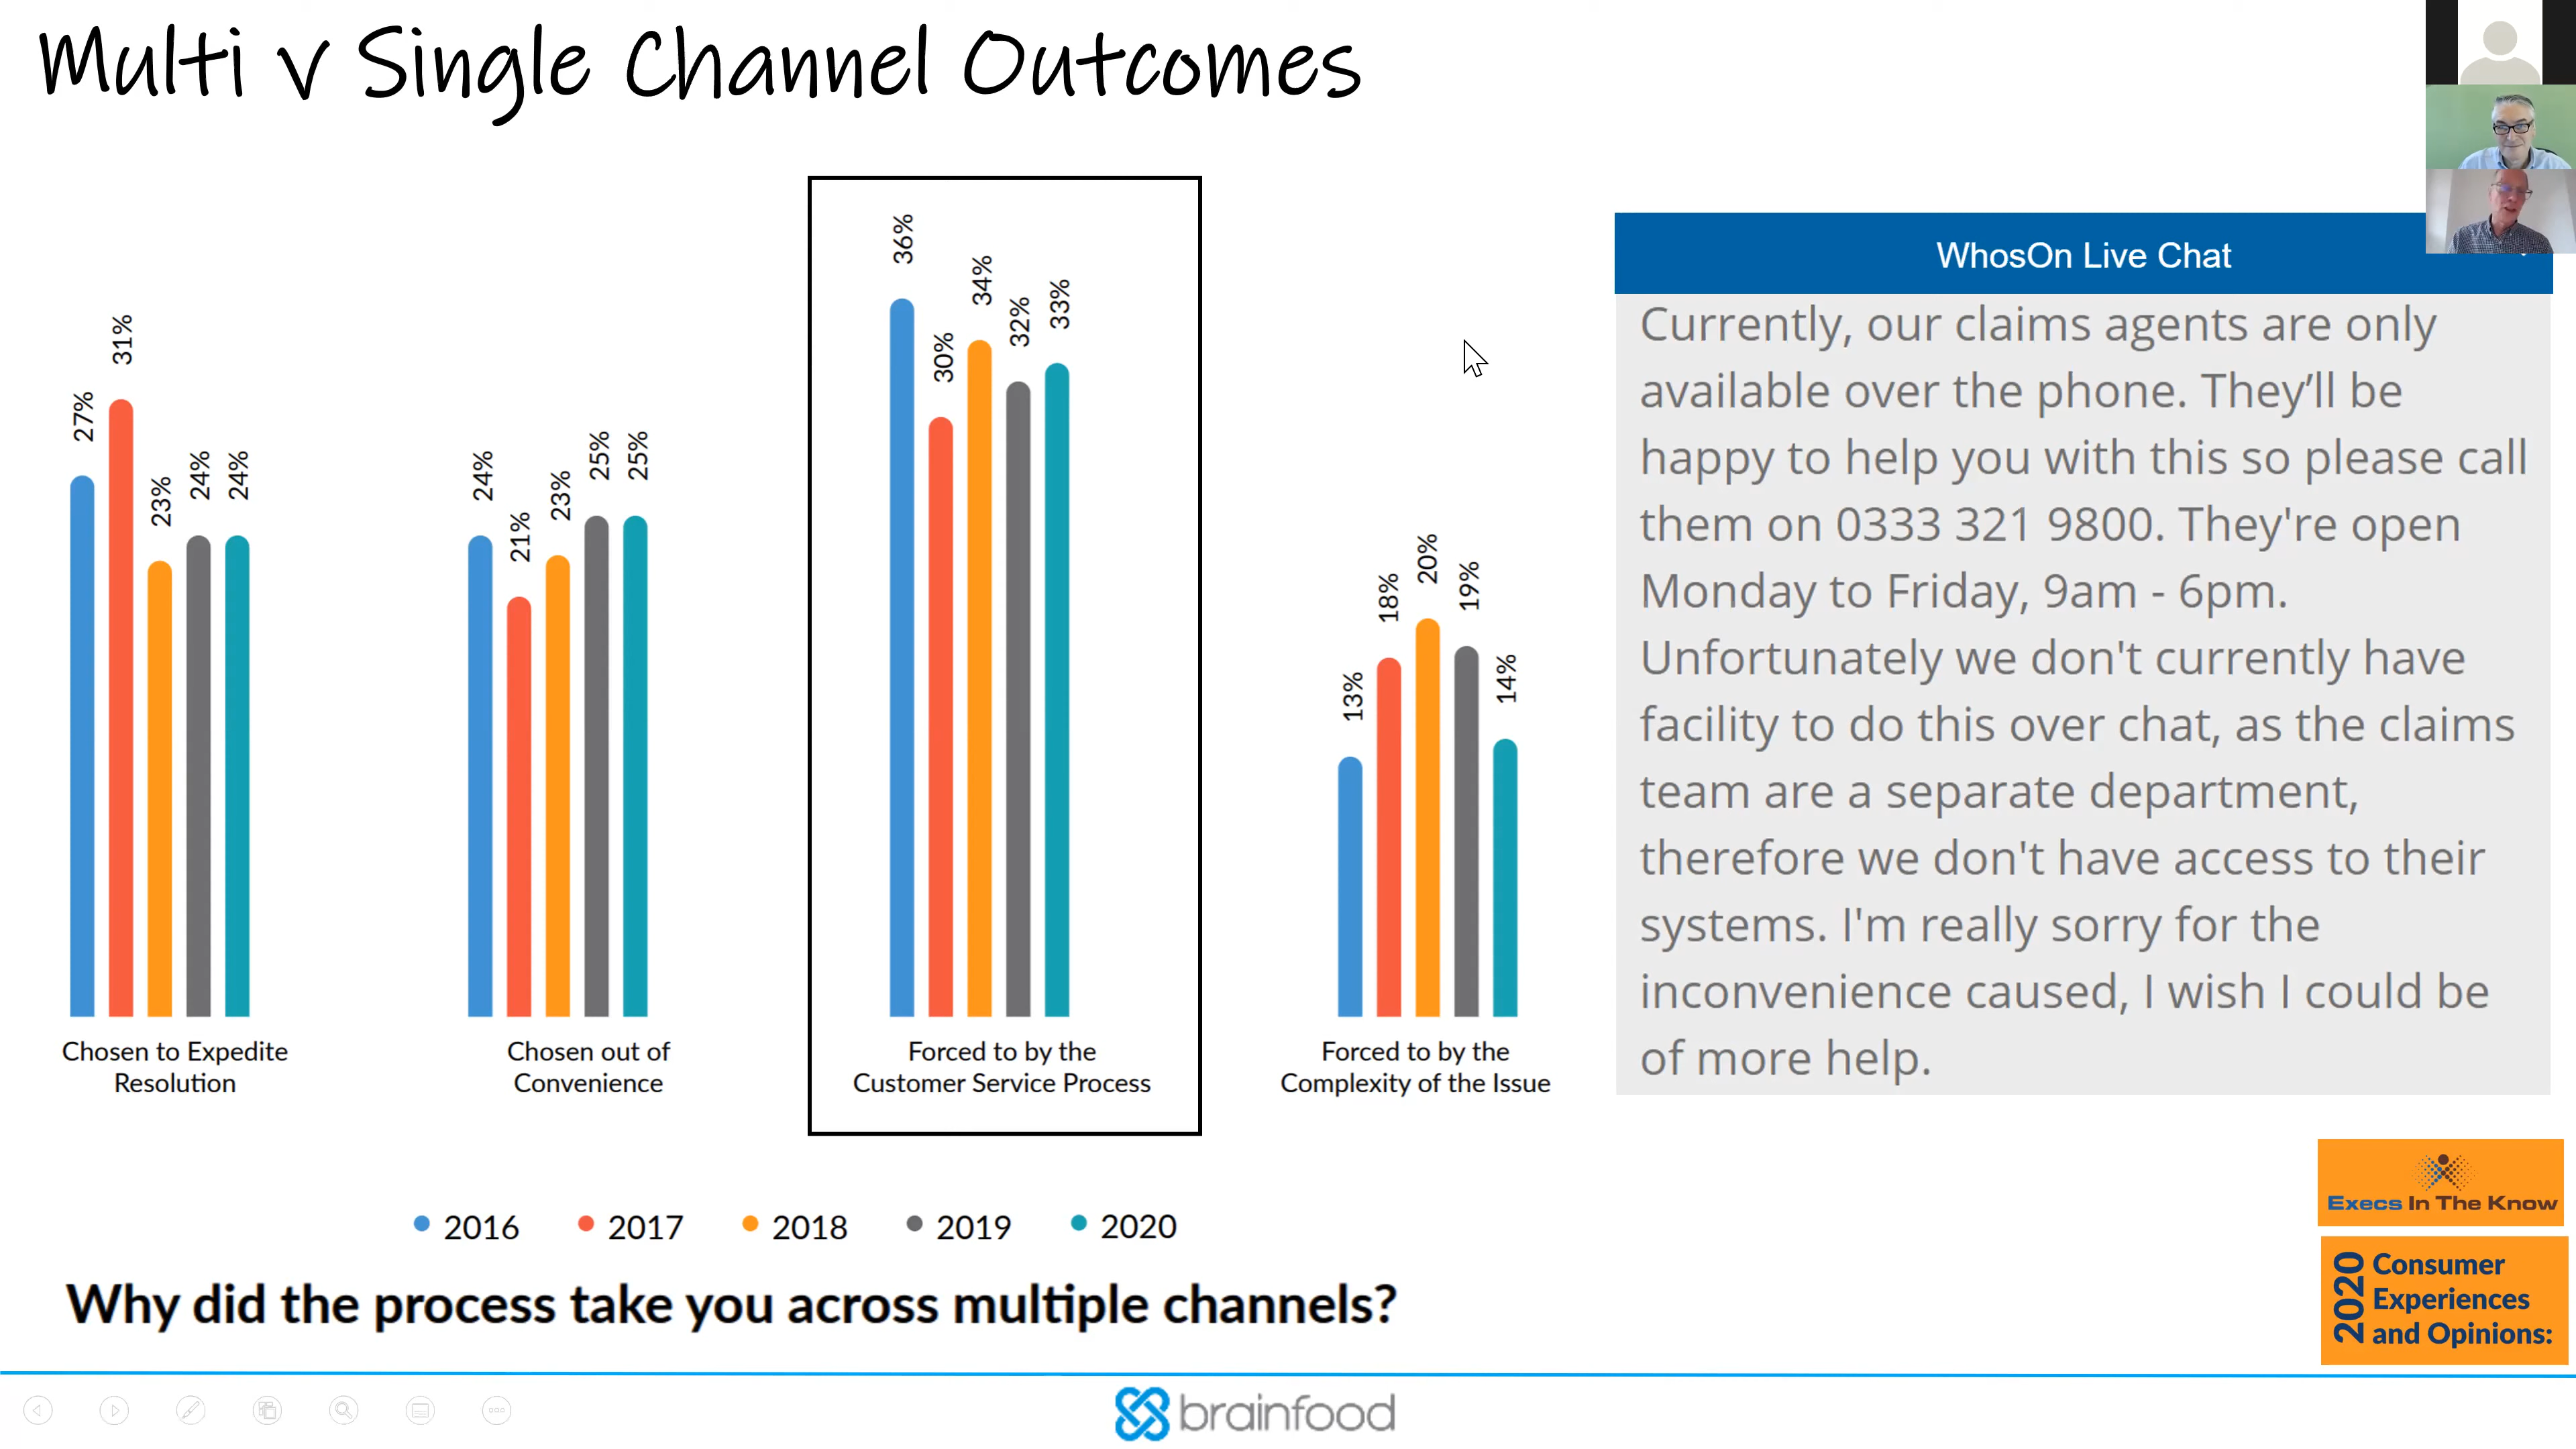 Multi v Single Channel Outcomes
27%
31%
23%
24%
24%
Chosen to Expedite
Resolution
24%
21%
23%
25%
25%
Chosen out of
Convenience
36%
30%
34%
32%
33%
Forced to by the
Customer Service Process
13%
18%
20%
19%
14%
Forced to by the
Complexity of the Issue
2016
2017
2018
2019
2020
Why did the process take you across multiple channels?
WhosOn Live Chat
Currently, our claims agents are only
available over the phone. They’ll be
happy to help you with this so please call
them on 0333 321 9800. They're open
Monday to Friday, 9am - 6pm.
Unfortunately we don't currently have
facility to do this over chat, as the claims
team are a separate department,
therefore we don't have access to their
systems. I'm really sorry for the
inconvenience caused, I wish I could be
of more help.
Execs In The Know
2020
Consumer
Experiences
and Opinions:
brainfood